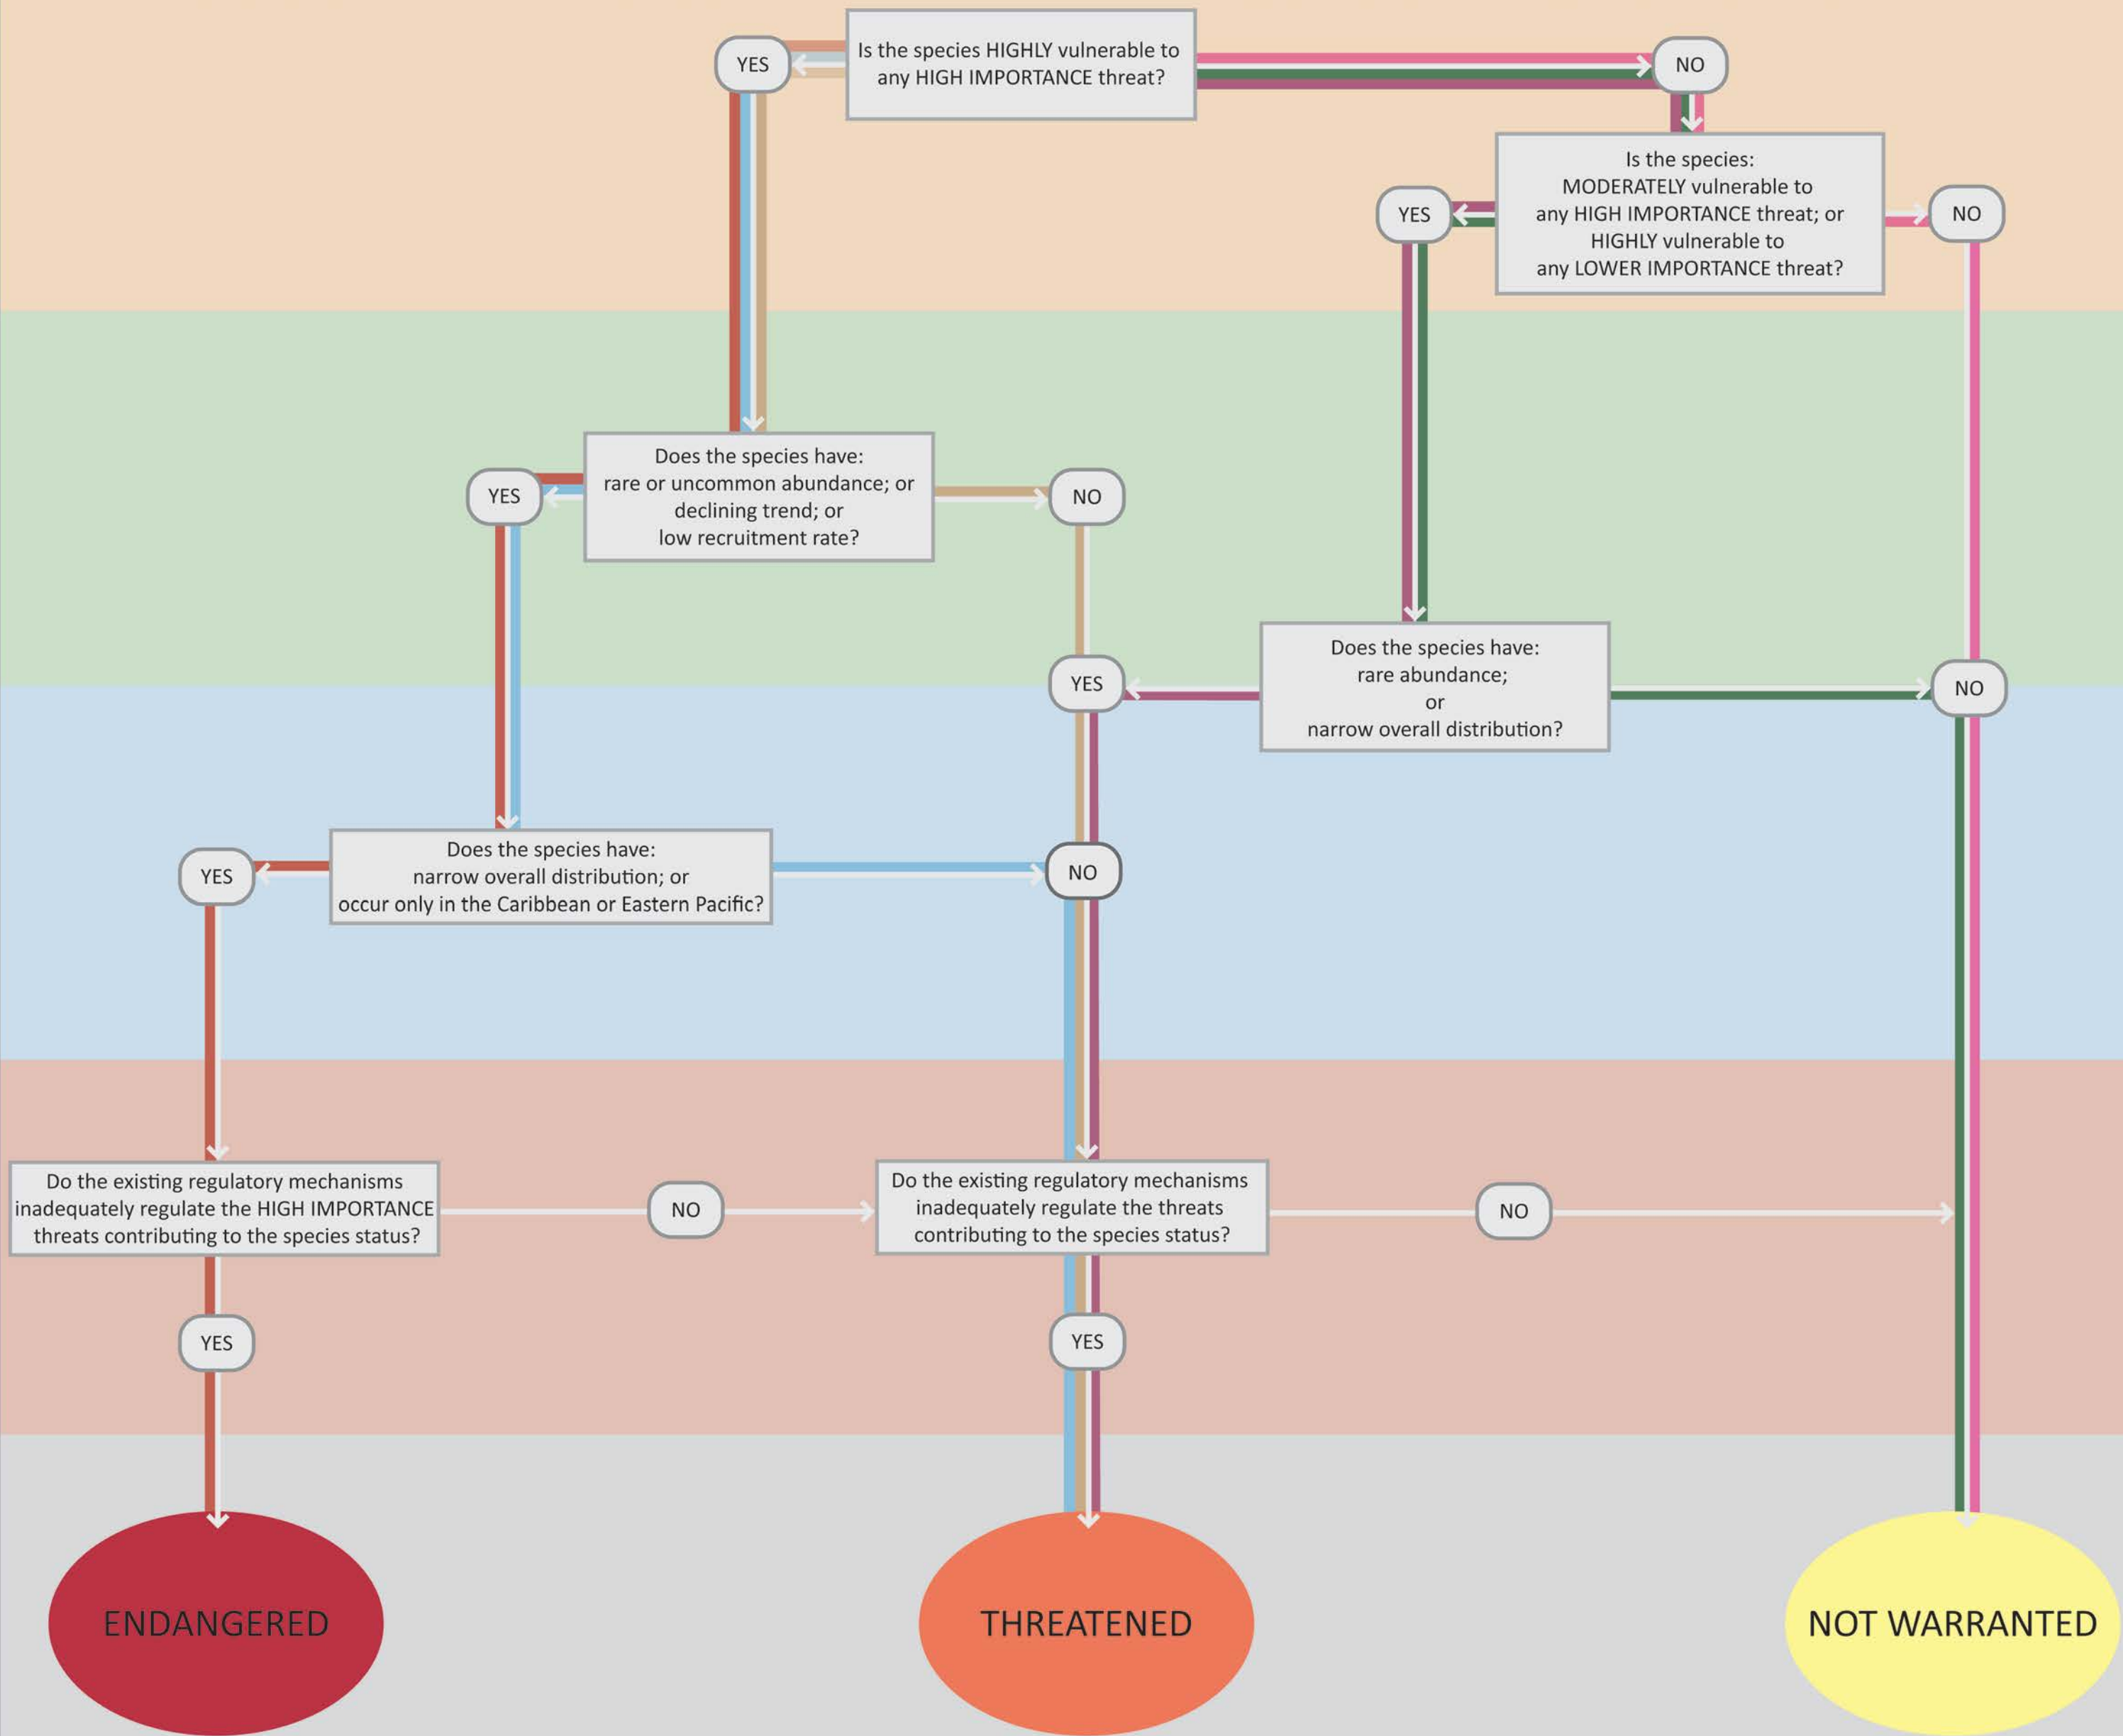 YES
Is the species HIGHLY vulnerable to
any HIGH IMPORTANCE threat?
NO
Is the species:
MODERATELY vulnerable to
any HIGH IMPORTANCE threat; or
HIGHLY vulnerable to
any LOWER IMPORTANCE threat?
YES
NO
Does the species have:
rare or uncommon abundance; or
declining trend; or
low recruitment rate?
YES
NO
Does the species have:
rare abundance;
or
narrow overall distribution?
YES
NO
Does the species have:
narrow overall distribution; or
occur only in the Caribbean or Eastern Pacific?
YES
NO
Do the existing regulatory mechanisms
inadequately regulate the HIGH IMPORTANCE
threats contributing to the species status?
NO
Do the existing regulatory mechanisms
inadequately regulate the threats
contributing to the species status?
NO
YES
YES
ENDANGERED
THREATENED
NOT WARRANTED